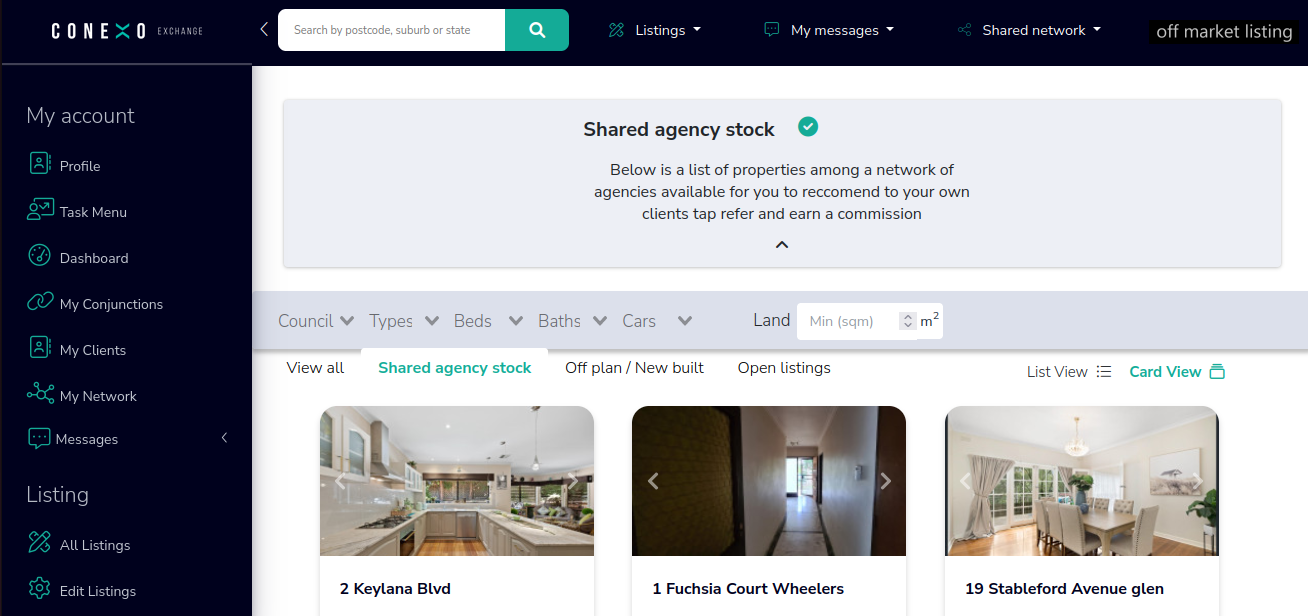 CONEXO EXCHANGE
Search by postcode, suburb or state
Listings
My messages
Shared network
off market listing
My account
Profile
Task Menu
Dashboard
My Conjunctions
My Clients
My Network
Messages
Listing
All Listings
Edit Listings
Shared agency stock
Below is a list of properties among a network of
agencies available for you to reccomend to your own
clients tap refer and earn a commission
Council Types Beds Baths Cars Land Min (sqm) m²
View all Shared agency stock Off plan / New built Open listings
List View Card View
2 Keylana Blvd
1 Fuchsia Court Wheelers
19 Stableford Avenue glen